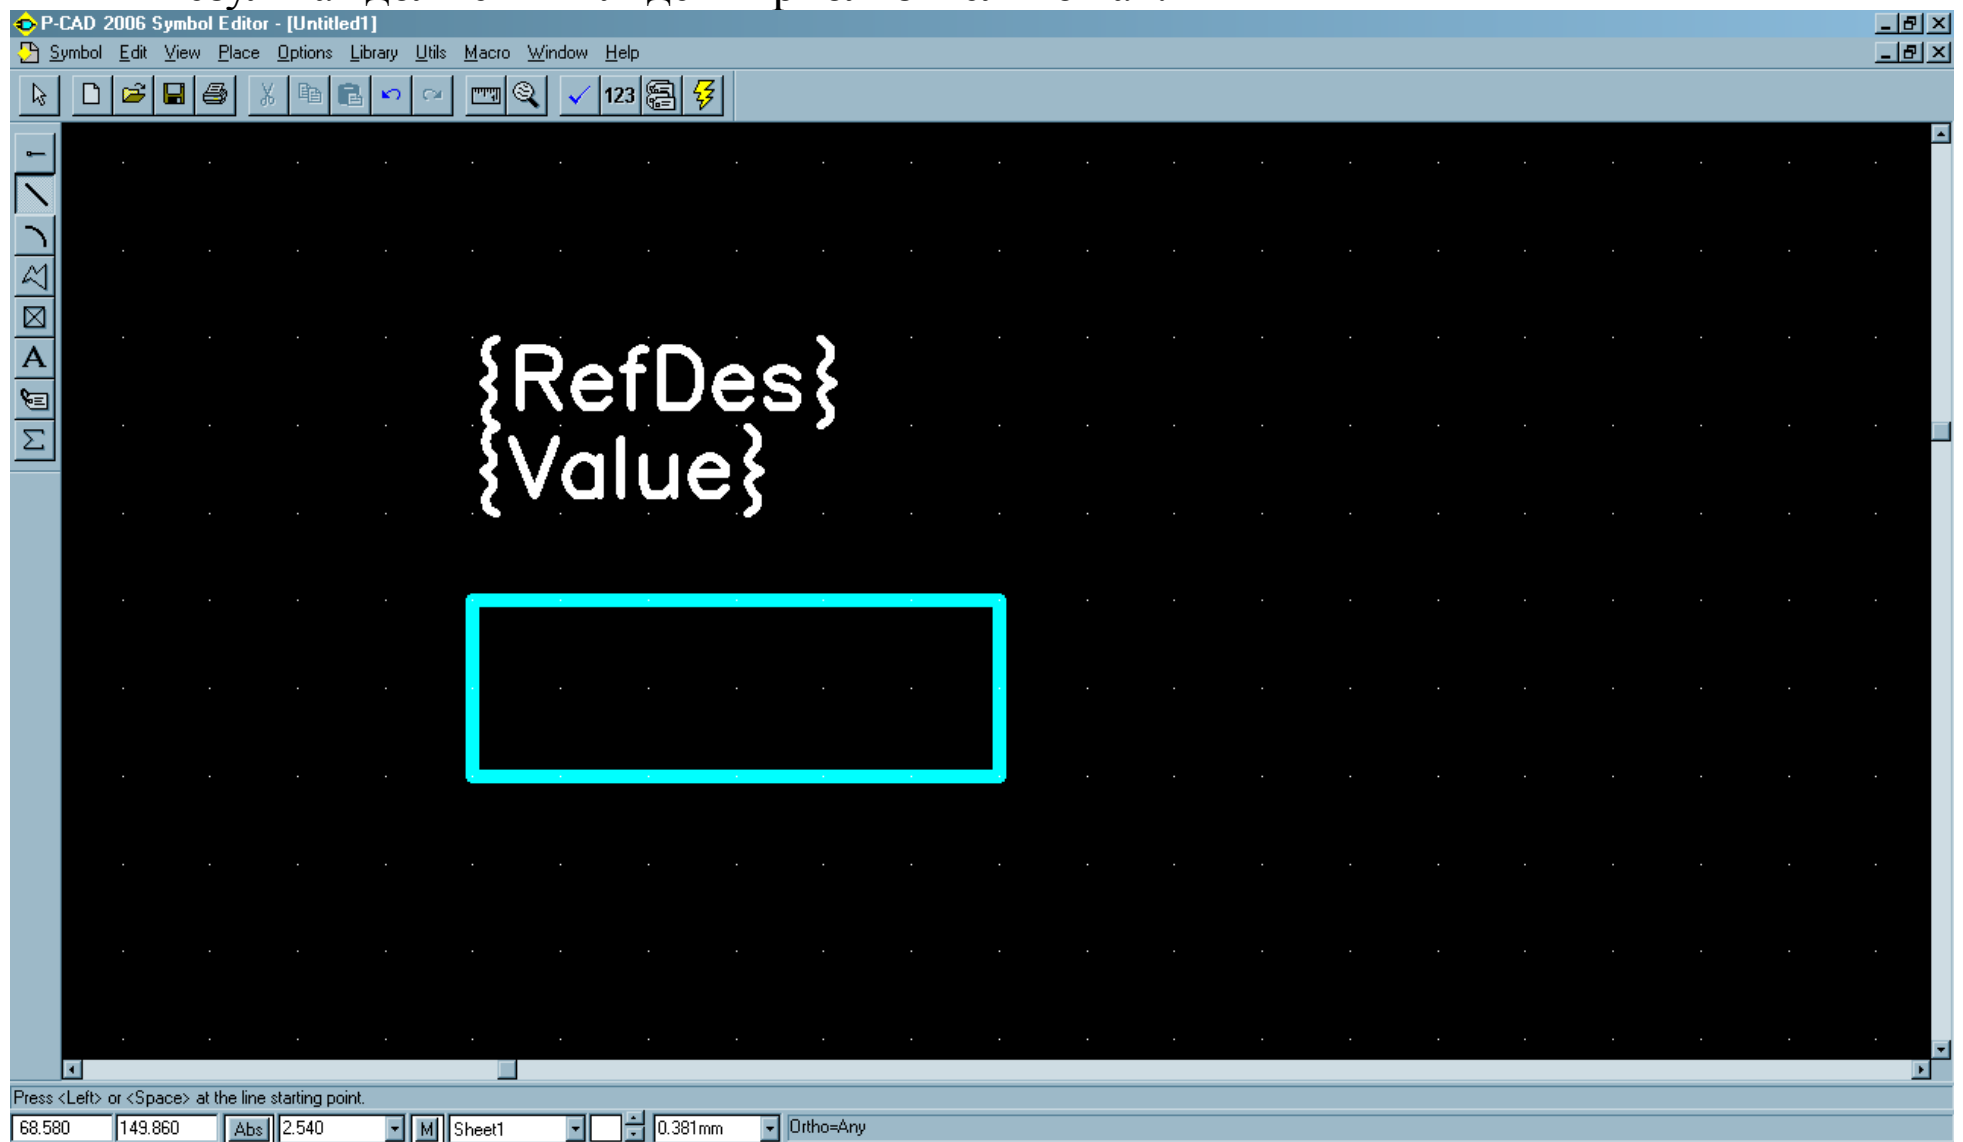 P-CAD 2006 Symbol Editor - [Untitled1]
Symbol Edit View Place Options Library Utils Macro Window Help
123
A
{RefDes}
{Value}
Press <Left> or <Space> at the line starting point.
68.580 149.860 Abs 2.540 M Sheet1 0.381mm Ortho=Any